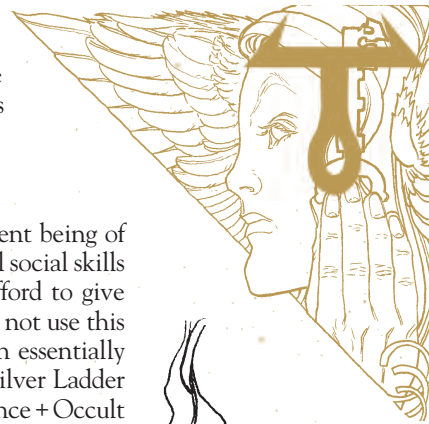 e
s
ent being of
l social skills
fford to give
not use this
n essentially
ilver Ladder
nce + Occult